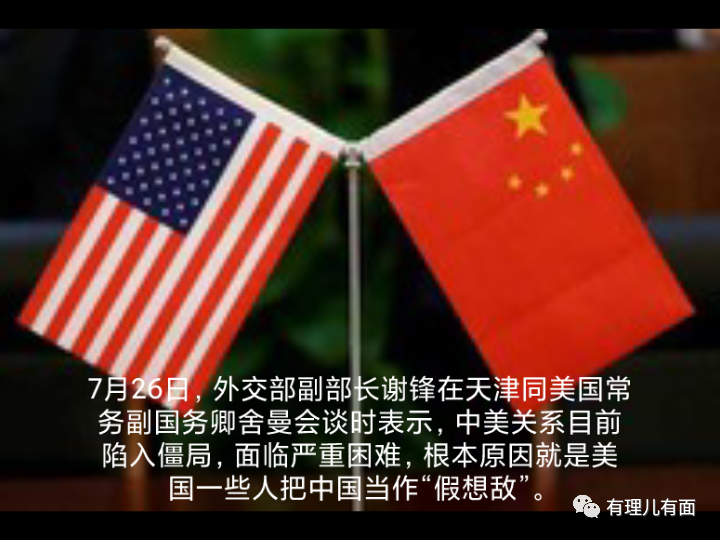 7月26日，外交部副部长谢锋在天津同美国常
务副国务卿舍曼会谈时表示，中美关系目前
陷入僵局，面临严重困难，根本原因就是美
国一些人把中国当作“假想敌”。
有理儿有面